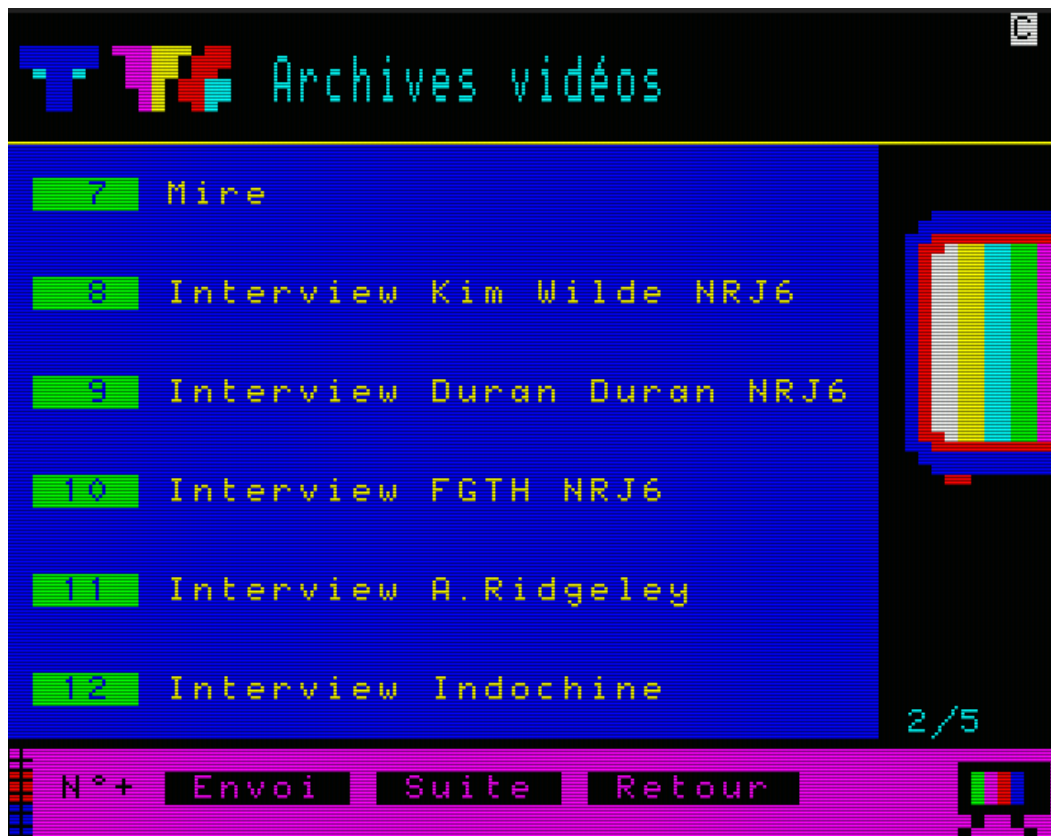 C
Archives vidéos
7 Mire
8 Interview Kim Wilde NRJ6
9 Interview Duran Duran NRJ6
10 Interview FGTH NRJ6
11 Interview A.Ridgeley
12 Interview Indochine
2/5
N°+ Envoi Suite Retour